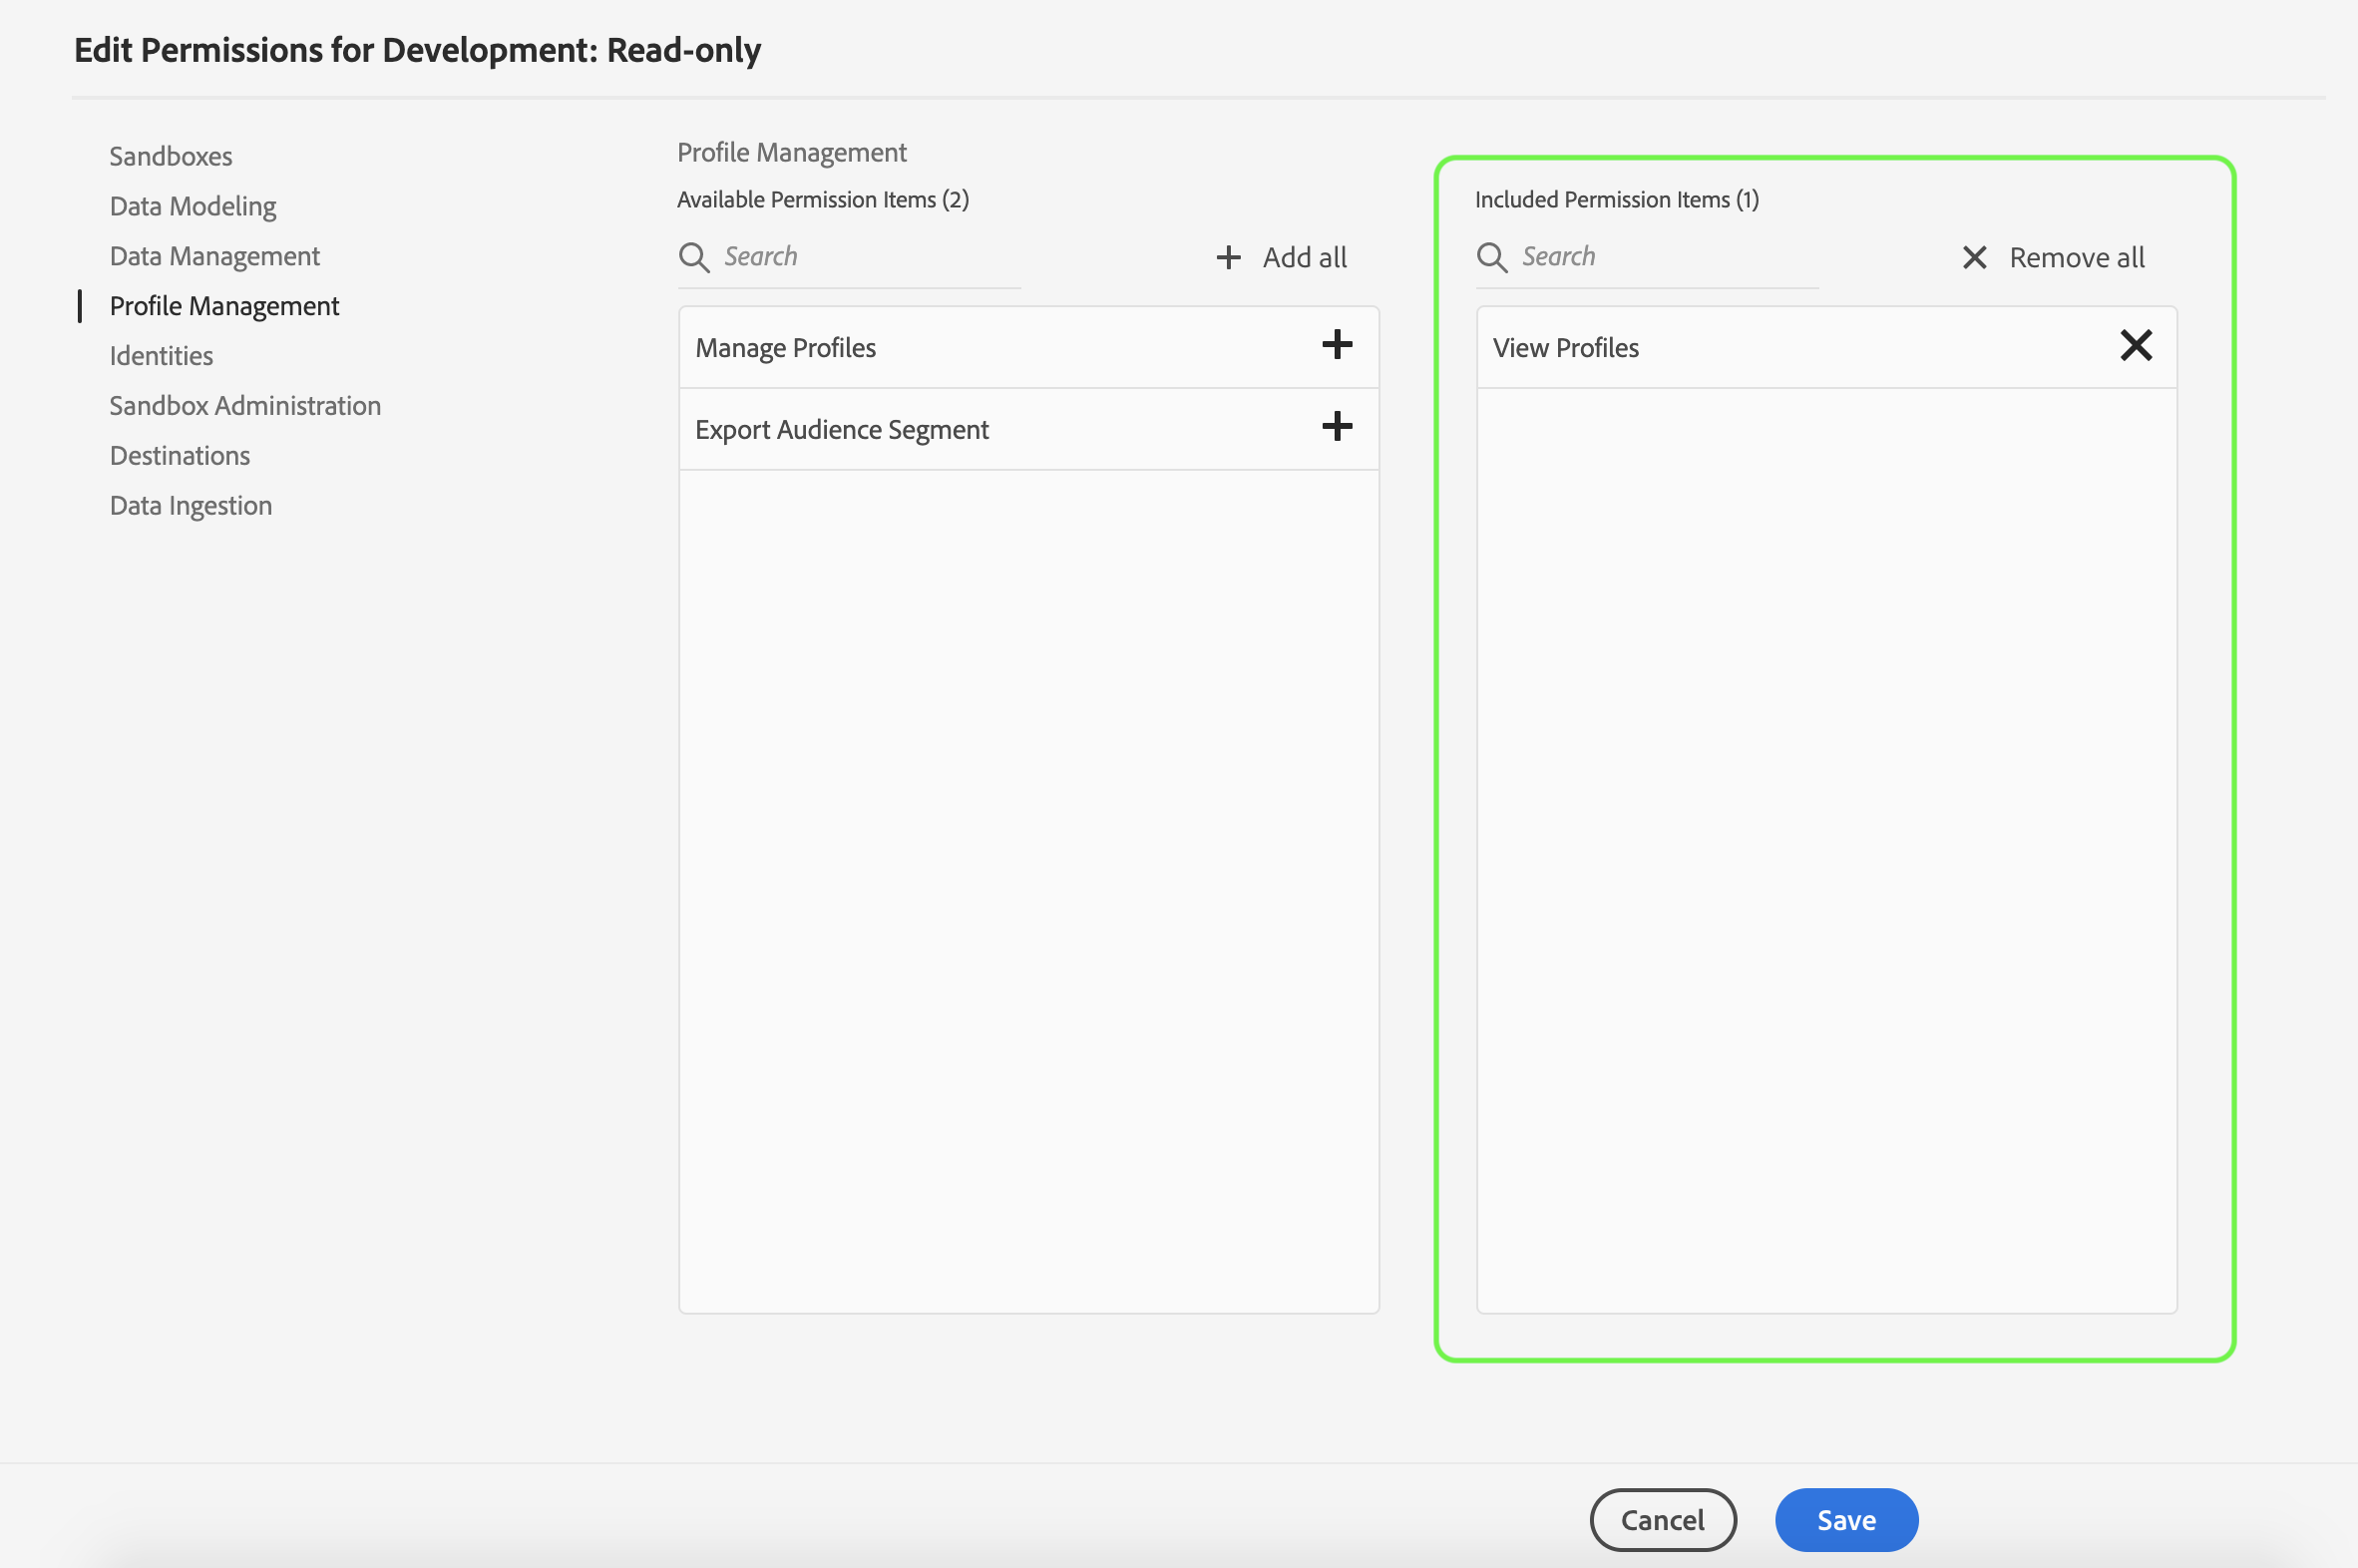 Edit Permissions for Development: Read-only
Sandboxes
Data Modeling
Data Management
Profile Management
Identities
Sandbox Administration
Destinations
Data Ingestion
Profile Management
Available Permission Items (2)
Search
Add all
Manage Profiles
Export Audience Segment
Included Permission Items (1)
Search
Remove all
View Profiles
Cancel
Save